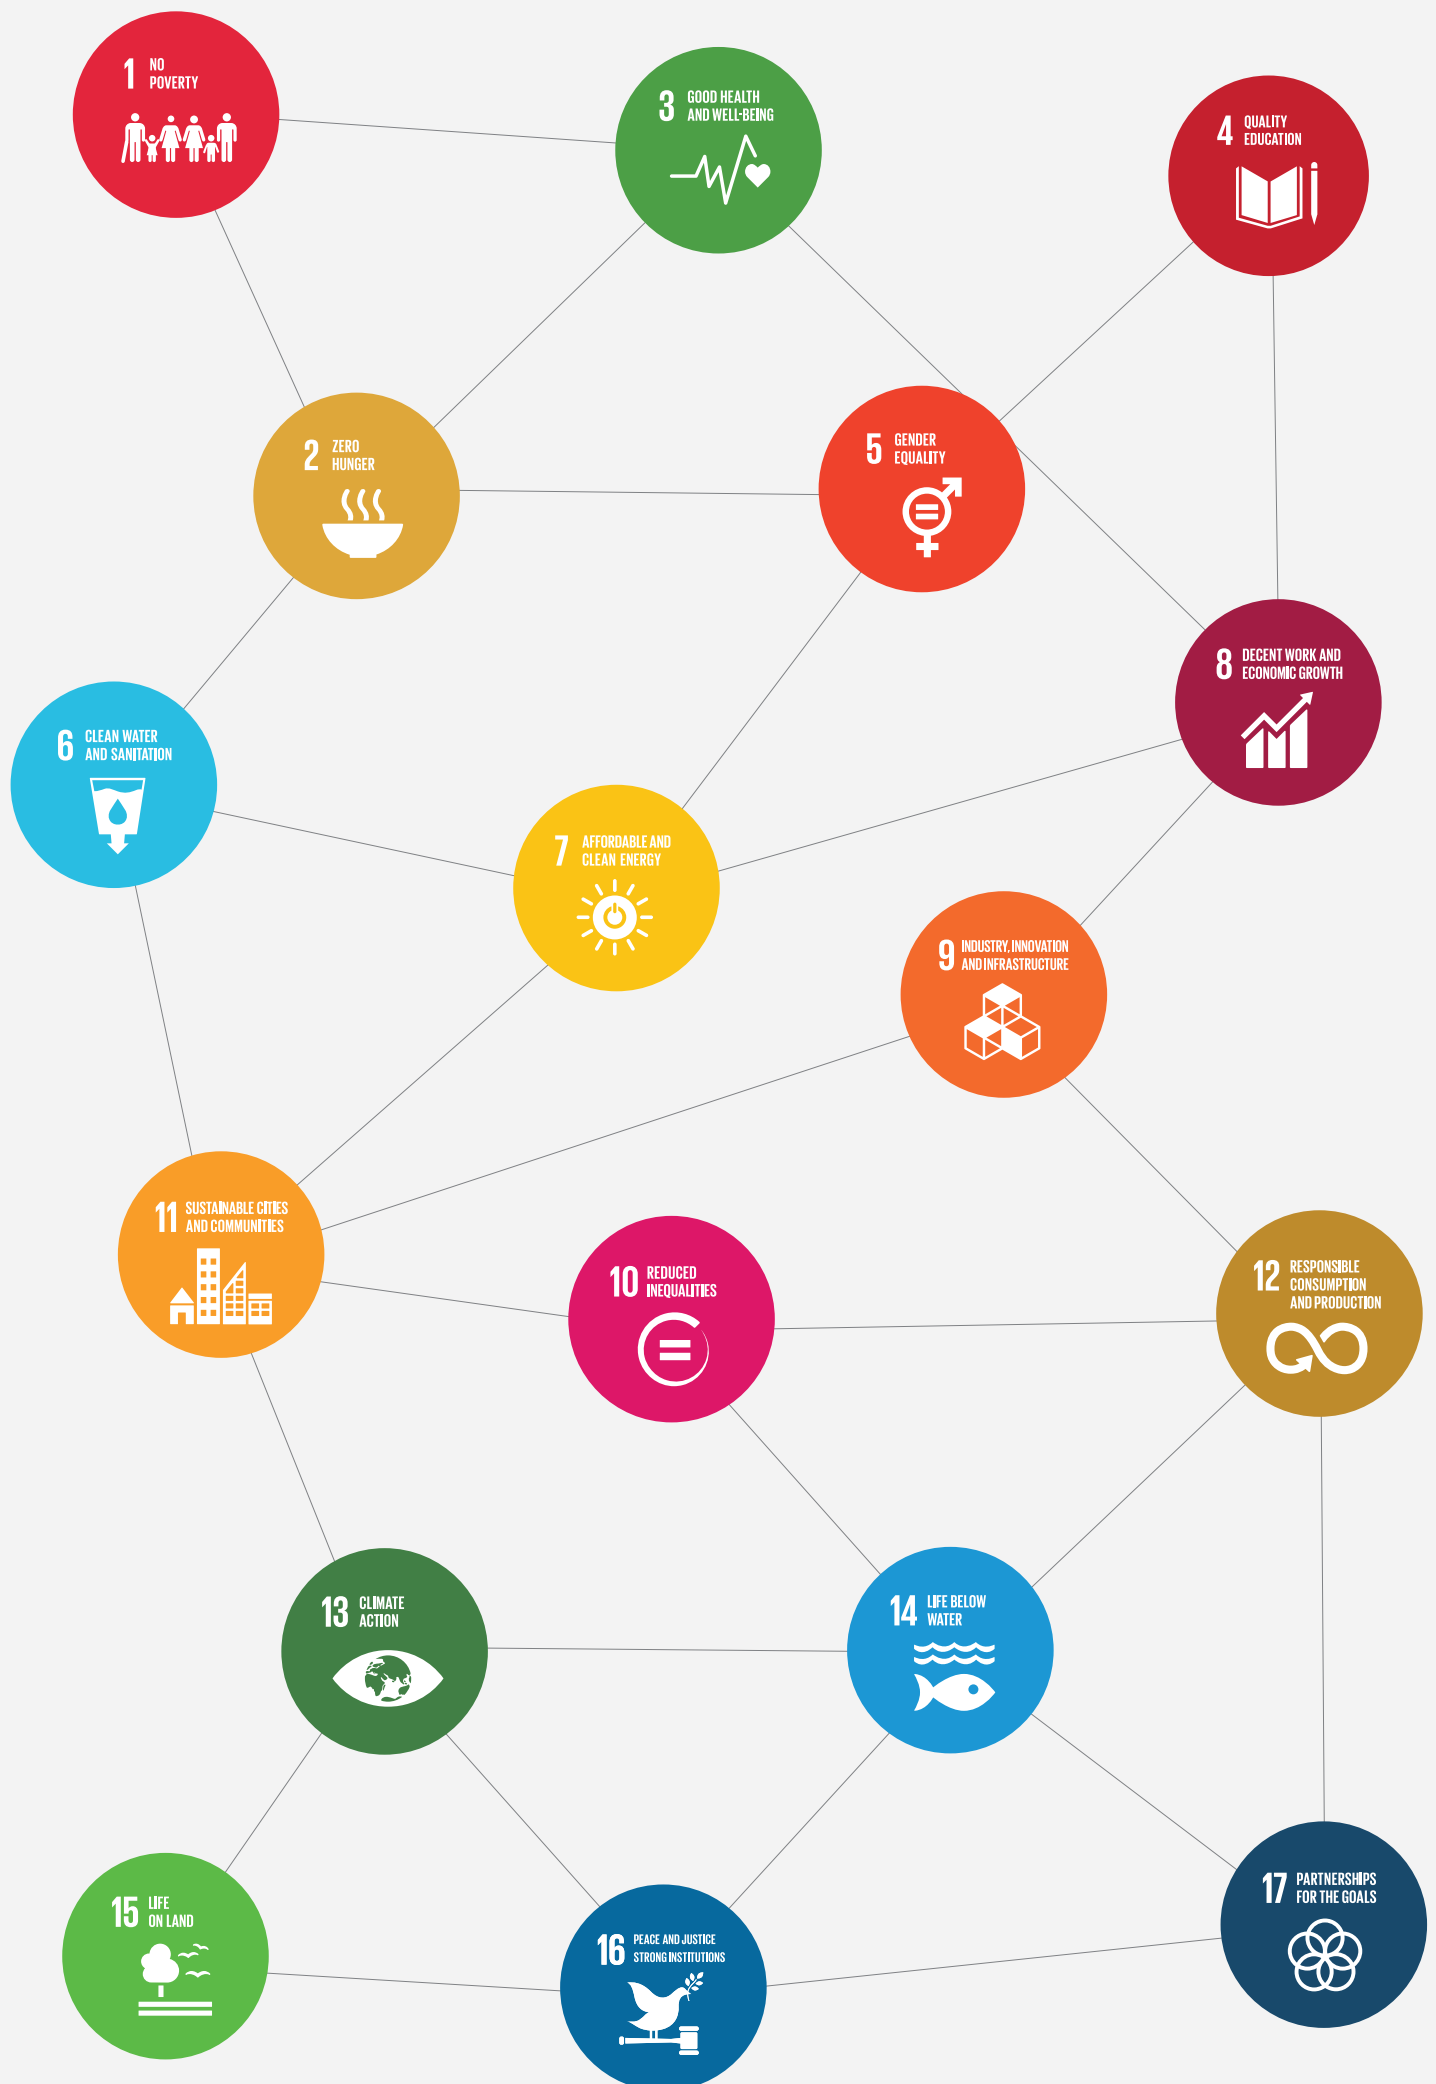 1 NO
POVERTY
3 GOOD HEALTH
AND WELL-BEING
4 QUALITY
EDUCATION
2 ZERO
HUNGER
5 GENDER
EQUALITY
8 DECENT WORK AND
ECONOMIC GROWTH
6 CLEAN WATER
AND SANITATION
7 AFFORDABLE AND
CLEAN ENERGY
9 INDUSTRY, INNOVATION
AND INFRASTRUCTURE
11 SUSTAINABLE CITIES
AND COMMUNITIES
10 REDUCED
INEQUALITIES
12 RESPONSIBLE
CONSUMPTION
AND PRODUCTION
13 CLIMATE
ACTION
14 LIFE BELOW
WATER
15 LIFE
ON LAND
16 PEACE AND JUSTICE
STRONG INSTITUTIONS
17 PARTNERSHIPS
FOR THE GOALS